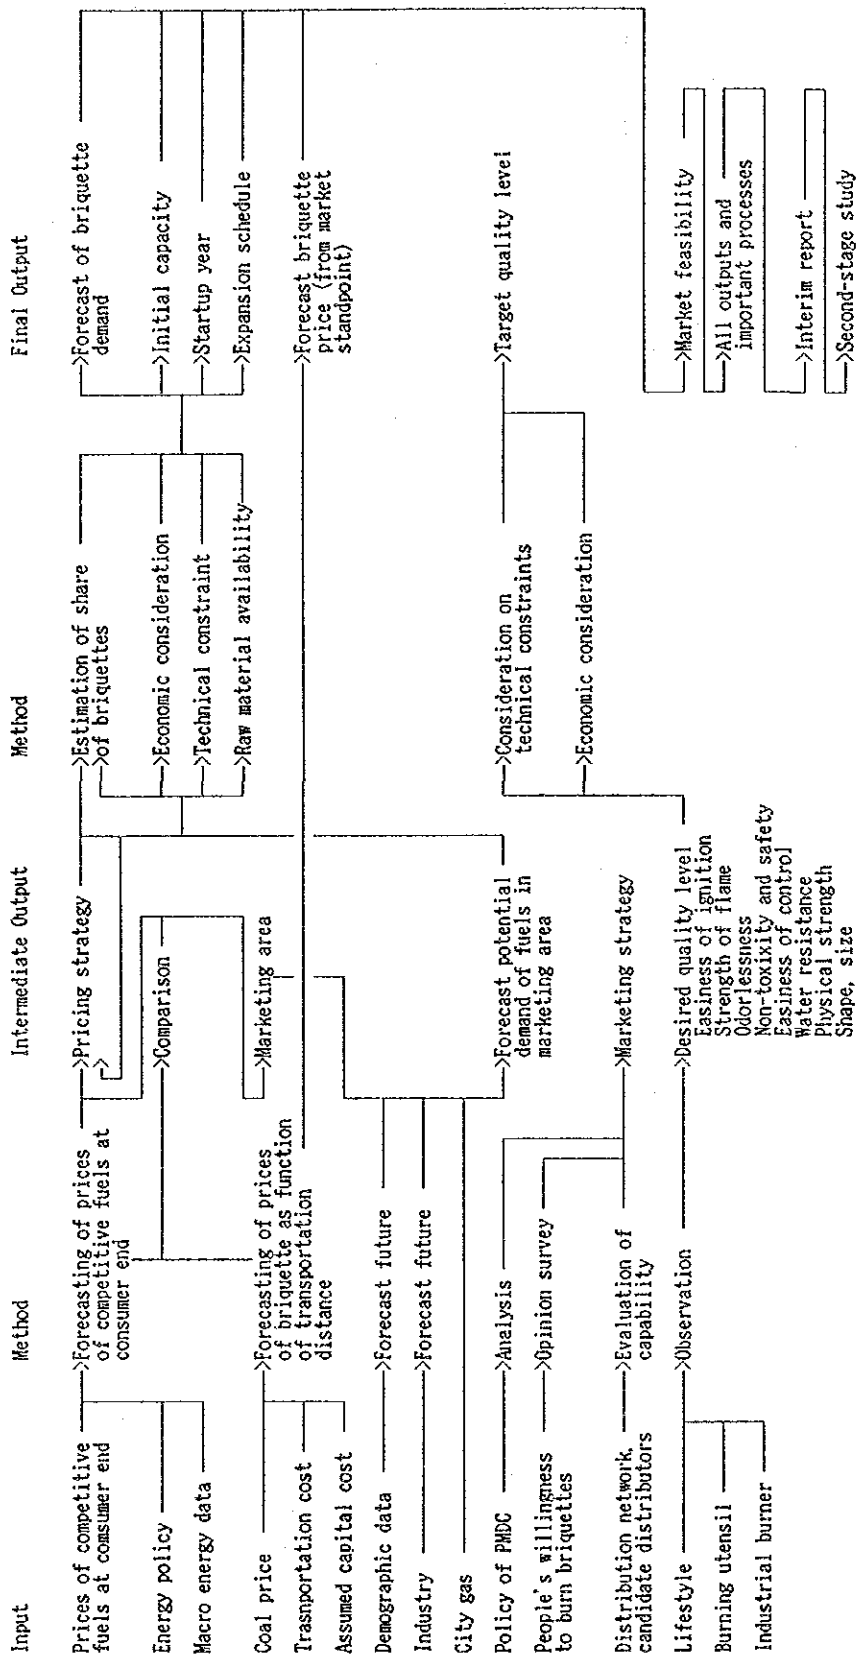 Input
Method
Intermediate Output
Method
Final Output
Prices of competitive
fuels at comsumer end
Energy policy
Macro energy data
Coal price
Trasnportation cost
Assumed capital cost
Demographic data
Industry
City gas
Policy of PMDC
People's willingness
to burn briquettes
Distribution network,
candidate distributors
Lifestyle
Burning utensil
Industrial burner
>Forecasting of prices
of competitive fuels at
consumer end
>Forecasting of prices
of briquette as function
of transportation
distance
>Forecast future
>Forecast future
>Analysis
>Opinion survey
>Evaluation of
capability
>Observation
>Pricing strategy
>
>Comparison
>Marketing area
>Forecast potential
demand of fuels in
marketing area
>Marketing strategy
>Desired quality level
Easiness of ignition
Strength of flame
Odorlessness
Non-toxixity and safety
Easiness of control
Water resistance
Physical strength
Shape, size
>Estimation of share
>of briquettes
>Economic consideration
>Technical constraint
>Raw material availability
>Consideration on
technical constraints
>Economic consideration
>Forecast of briquette
demand
>Initial capacity
>Startup year
>Expansion schedule
>Forecast briquette
price (from market
standpoint)
>Target quality level
>Market feasibility
>All outputs and
important processes
>Interim report
>Second-stage study